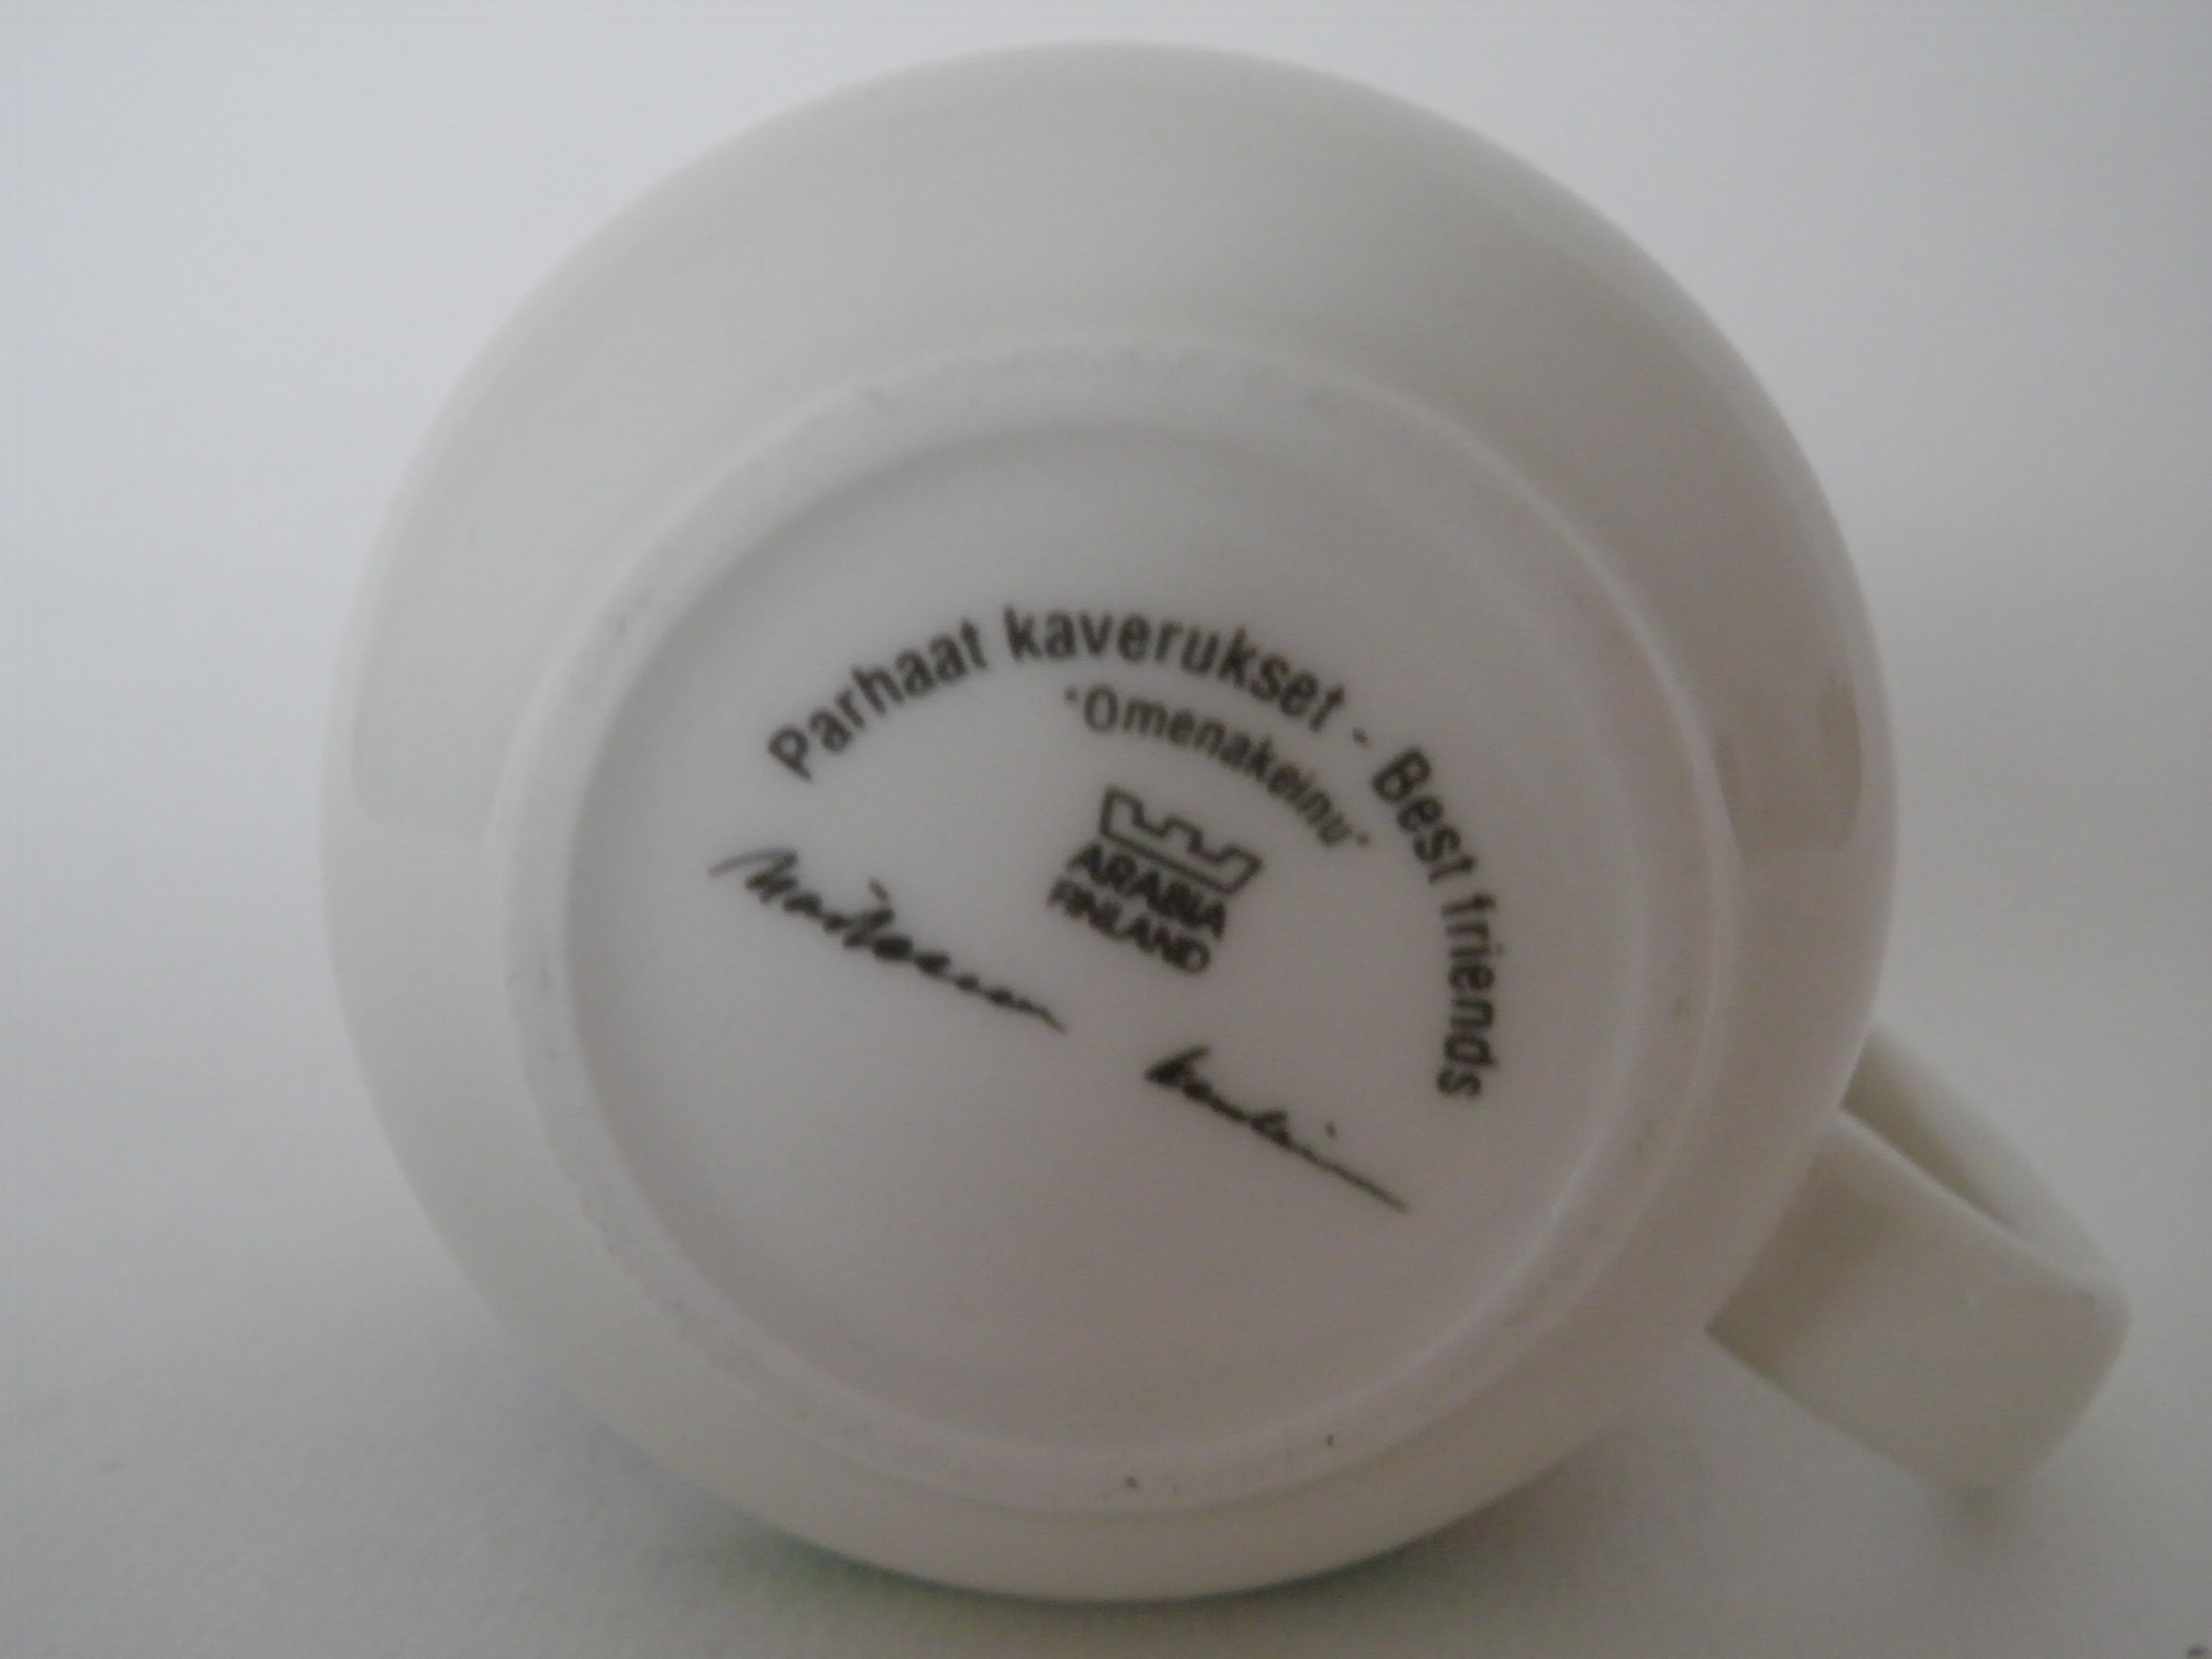 Parhaat kaverukset - Best friends
"Omenakeinu"
ARABIA
FINLAND